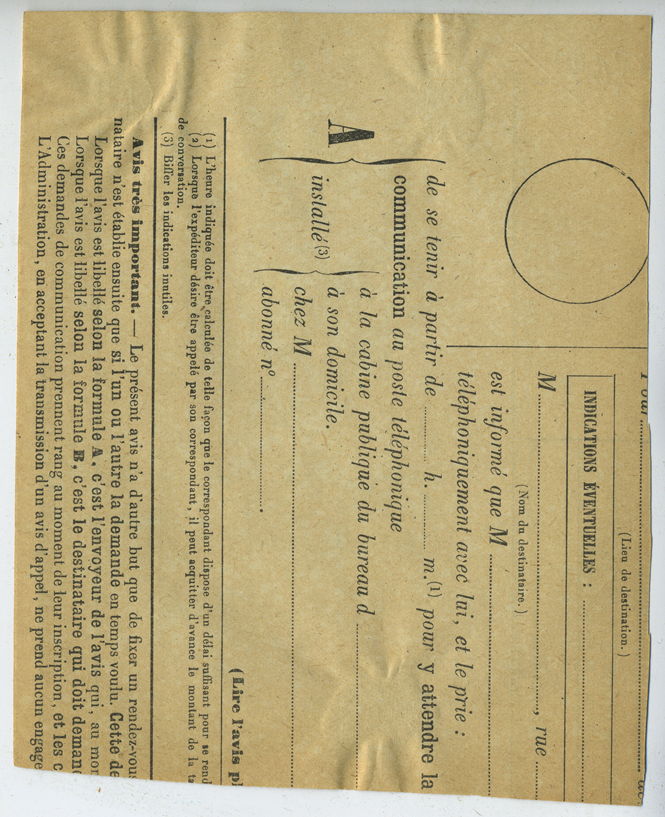 Pour
(Lieu de destination.)
INDICATIONS ÉVENTUELLES :
M , rue
(Nom du destinataire.)
est informé que M
téléphoniquement avec lui, et le prie :
de se tenir à partir de h. m.(1) pour y attendre la
communication au poste téléphonique
A
installé(3)
à la cabine publique du bureau d
à son domicile.
chez M
abonné nº .
(Lire l'avis pl
(1) L'heure indiquée doit être calculée de telle façon que le correspondant dispose d'un délai suffisant pour se rend
(2) Lorsque l'expéditeur désire être appelé par son correspondant, il peut acquitter d'avance le montant de la ta
de conversation.
(3) Biffer les indications inutiles.
Avis très important. — Le présent avis n'a d'autre but que de fixer un rendez-vous
nataire n'est établie ensuite que si l'un ou l'autre la demande en temps voulu. Cette de
Lorsque l'avis est libellé selon la formule A, c'est l'envoyeur de l'avis qui, au mor
Lorsque l'avis est libellé selon la formule B, c'est le destinataire qui doit demand
Ces demandes de communication prennent rang au moment de leur inscription, et les c
L'Administration, en acceptant la transmission d'un avis d'appel, ne prend aucun engage